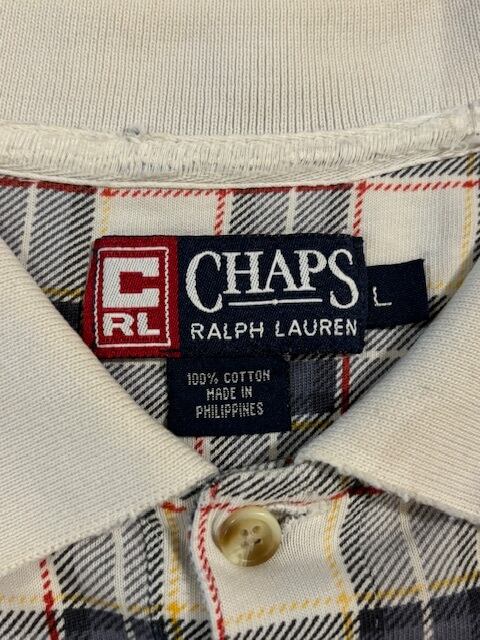 C
RL
CHAPS
RALPH LAUREN
L
100% COTTON
MADE IN
PHILIPPINES